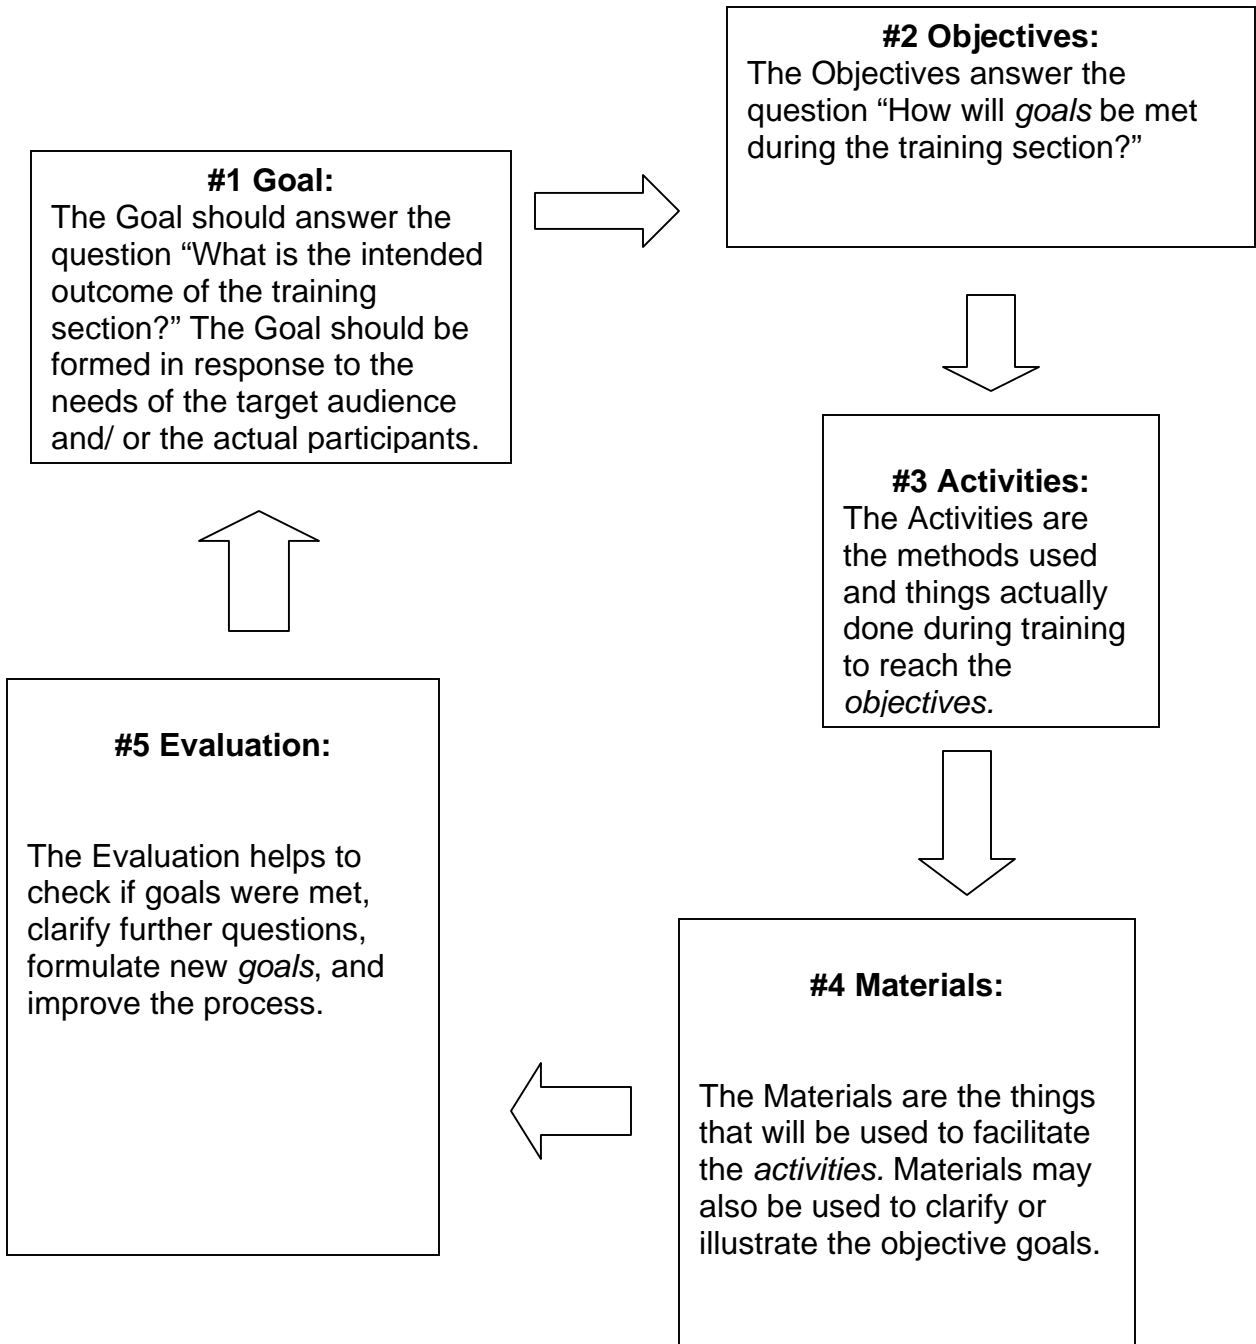 #1 Goal:
The Goal should answer the
question “What is the intended
outcome of the training
section?” The Goal should be
formed in response to the
needs of the target audience
and/ or the actual participants.
#2 Objectives:
The Objectives answer the
question “How will goals be met
during the training section?”
#3 Activities:
The Activities are
the methods used
and things actually
done during training
to reach the
objectives.
#4 Materials:
The Materials are the things
that will be used to facilitate
the activities. Materials may
also be used to clarify or
illustrate the objective goals.
#5 Evaluation:
The Evaluation helps to
check if goals were met,
clarify further questions,
formulate new goals, and
improve the process.